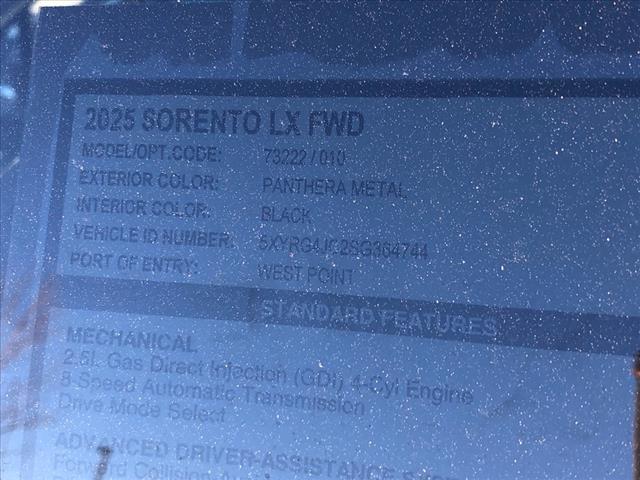 2025 SORENTO LX FWD
MODEL/OPT.CODE: 73222 / 010
EXTERIOR COLOR: PANTHERA METAL
INTERIOR COLOR: BLACK
VEHICLE ID NUMBER:
PORT OF ENTRY: WEST POINT
STANDARD FEATURES
MECHANICAL
2.5L Gas Direct Injection (GDI) 4-Cyl Engine
8-Speed Automatic Transmission
Drive Mode Select
ADVANCED DRIVER-ASSISTANCE
Forward Collision